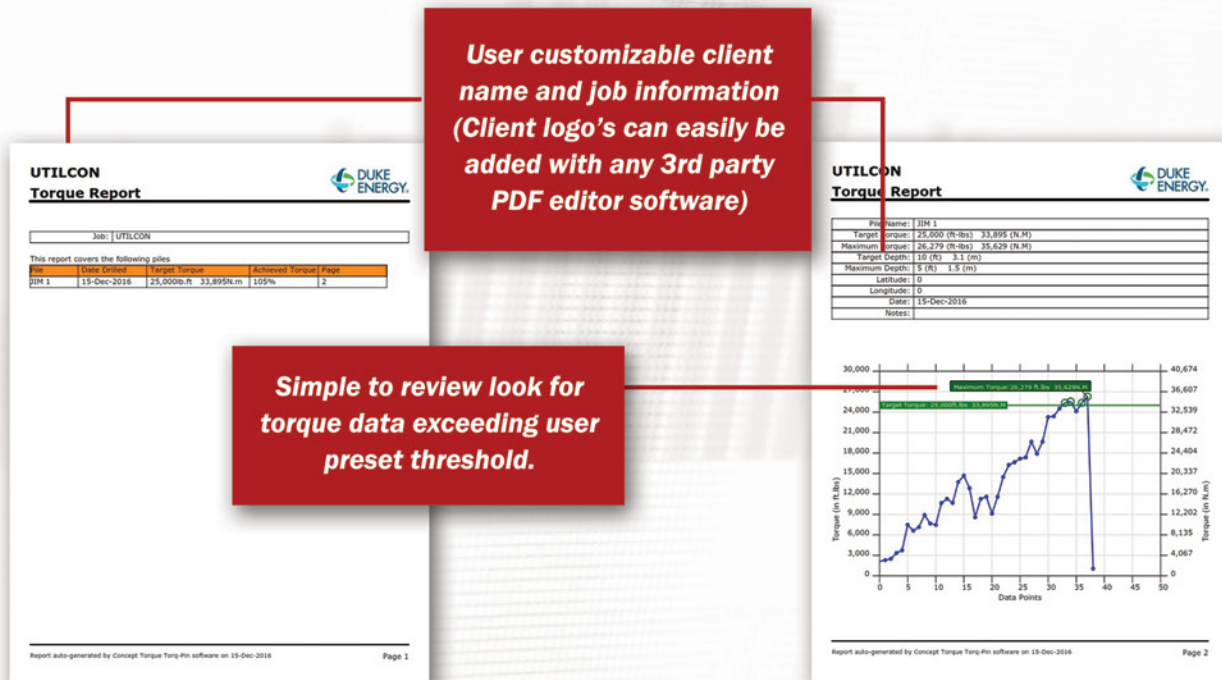 User customizable client
name and job information
(Client logo's can easily be
added with any 3rd party
PDF editor software)
UTILCON
Torque Report
DUKE
ENERGY.
Job: UTILCON
This report covers the following piles
Pile Date Drilled Target Torque Achieved Torque Page
JIM 1 15-Dec-2016 25,000lb.ft 33,895N.m 105% 2
Report auto-generated by Concept Torque Torq-Pin software on 15-Dec-2016 Page 1
Simple to review look for
torque data exceeding user
preset threshold.
UTILCON
Torque Report
DUKE
ENERGY.
Pile Name: JIM 1
Target Torque: 25,000 (ft-lbs) 33,895 (N.M)
Maximum Torque: 26,279 (ft-lbs) 35,629 (N.M)
Target Depth: 10 (ft) 3.1 (m)
Maximum Depth: 5 (ft) 1.5 (m)
Latitude: 0
Longitude: 0
Date: 15-Dec-2016
Notes:
30,000 40,674
27,000 36,607
Maximum Torque: 26,279 ft.lbs 35,629N.M
Target Torque: 25,000ft.lbs 33,895N.M
24,000 32,539
21,000 28,472
18,000 24,404
15,000 20,337
12,000 16,270
9,000 12,202
6,000 8,135
3,000 4,067
0 0
Torque (in ft.lbs)
Torque (in N.m)
0 5 10 15 20 25 30 35 40 45 50
Data Points
Report auto-generated by Concept Torque Torq-Pin software on 15-Dec-2016 Page 2